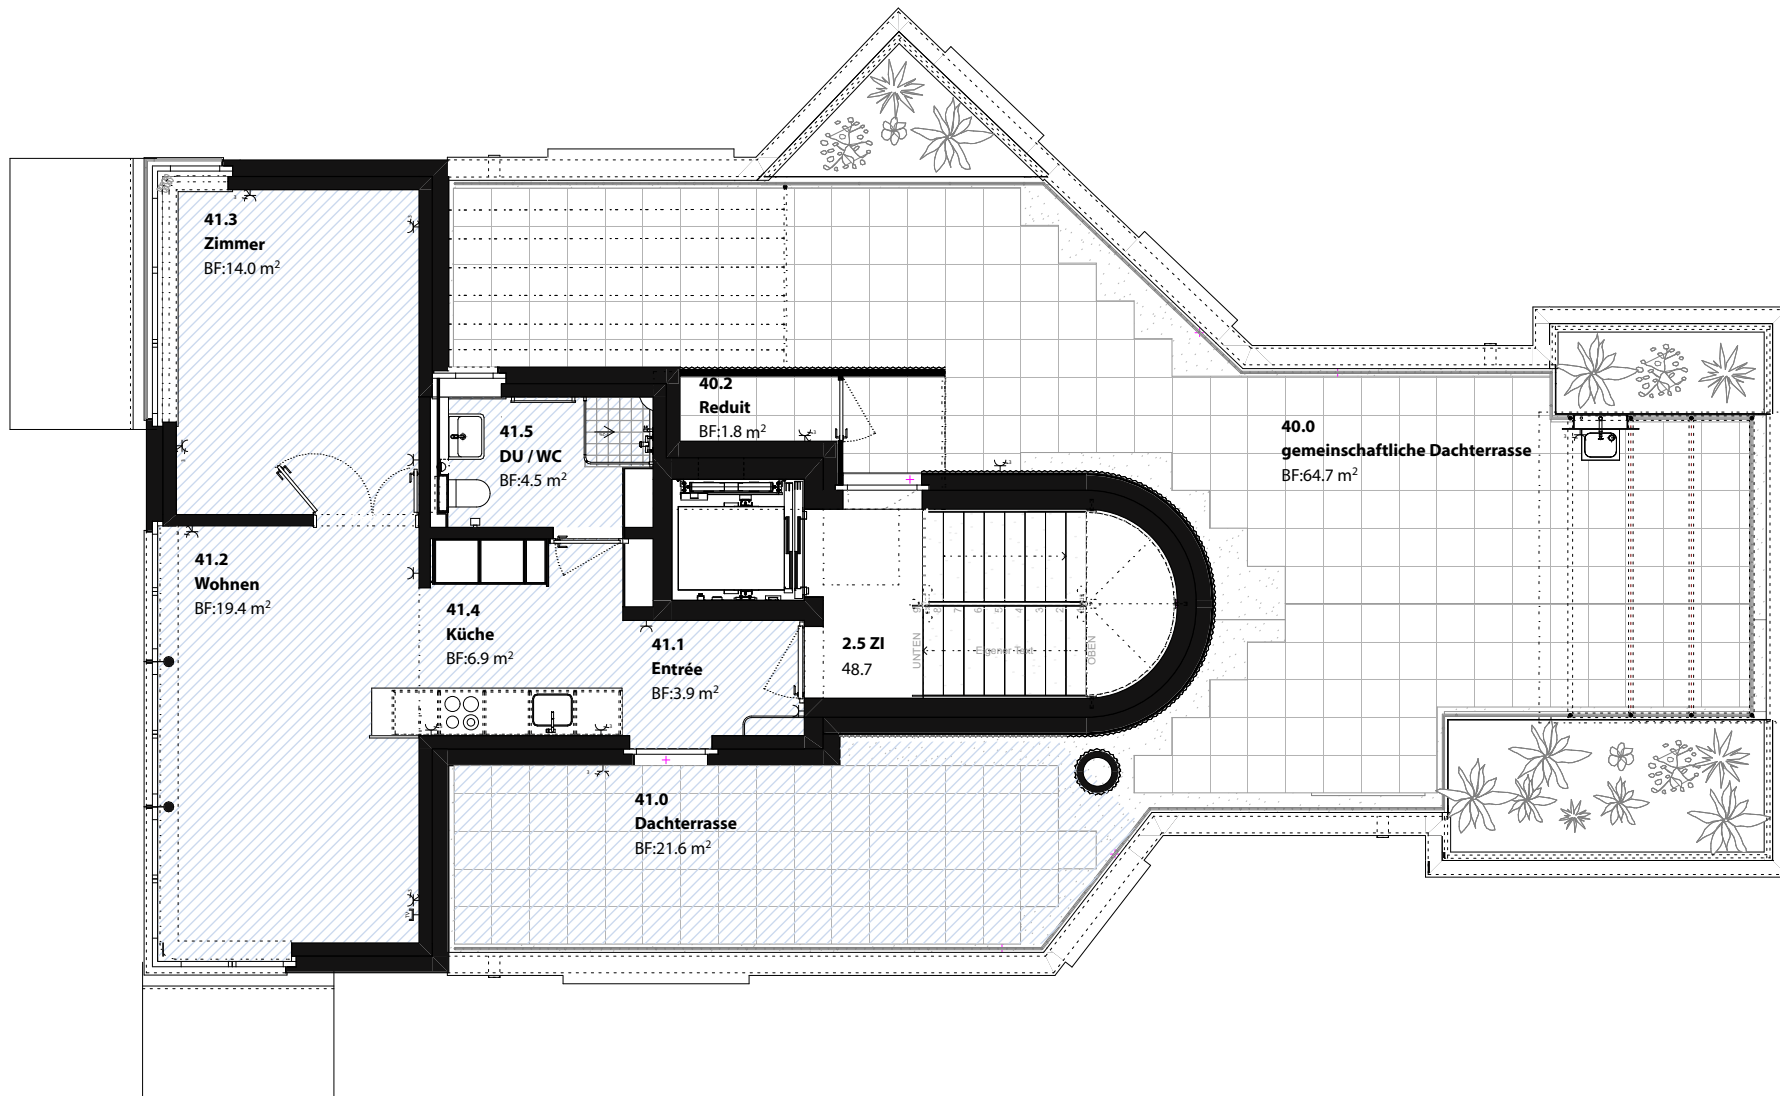 41.3
Zimmer
BF:14.0 m²
40.2
Reduit
BF:1.8 m²
41.5
DU / WC
BF:4.5 m²
40.0
gemeinschaftliche Dachterrasse
BF:64.7 m²
41.2
Wohnen
BF:19.4 m²
41.4
Küche
BF:6.9 m²
41.1
Entrée
BF:3.9 m²
2.5 ZI
48.7
UNTEN
Eigener Text
OBEN
41.0
Dachterrasse
BF:21.6 m²